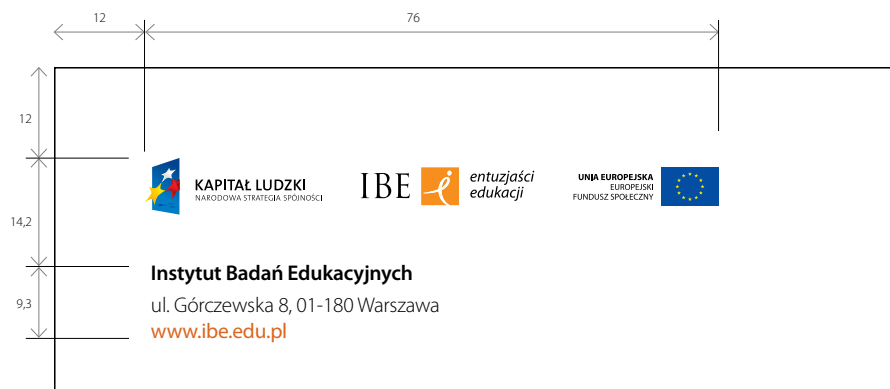 12
76
12
14,2
9,3
KAPITAŁ LUDZKI
NARODOWA STRATEGIA SPÓJNOŚCI
IBE
entuzjaści
edukacji
UNIA EUROPEJSKA
EUROPEJSKI
FUNDUSZ SPOŁECZNY
Instytut Badań Edukacyjnych
ul. Górczewska 8, 01-180 Warszawa
www.ibe.edu.pl